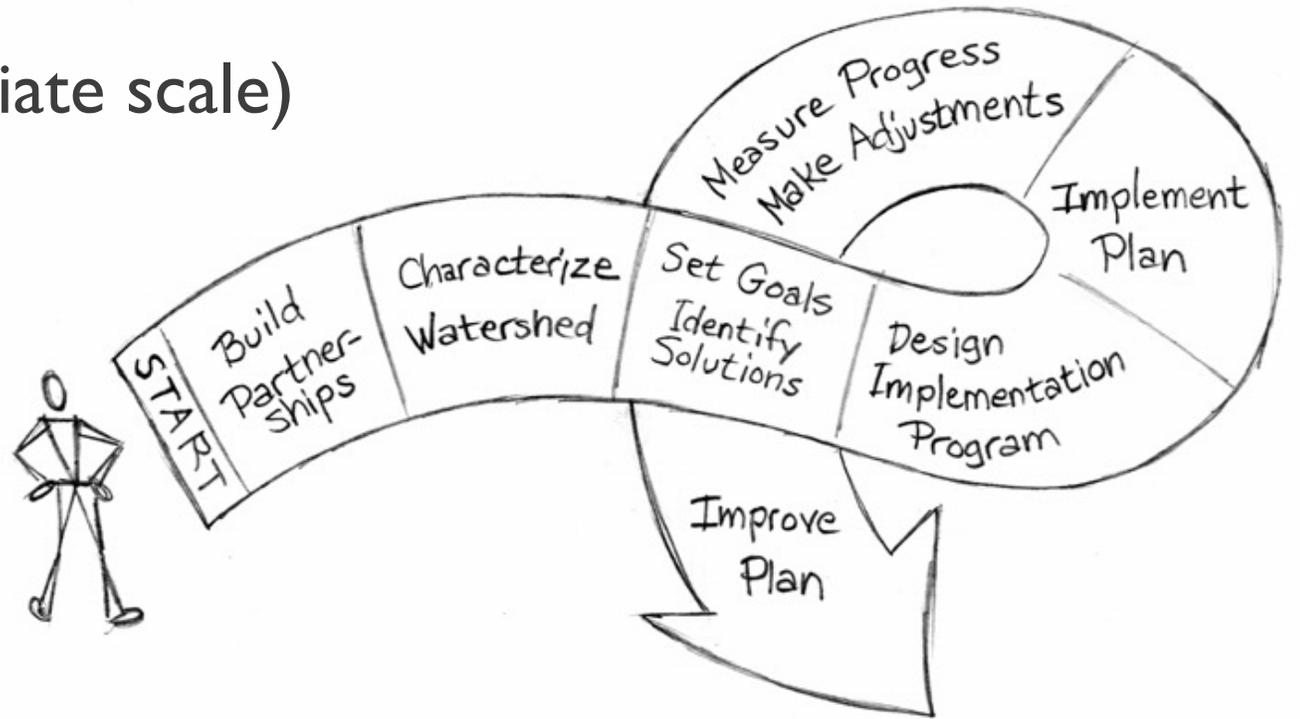 iate scale)
START
Build
Partner-
ships
Characterize
Watershed
Set Goals
Identify
Solutions
Design
Implementation
Program
Implement
Plan
Measure Progress
Make Adjustments
Improve
Plan